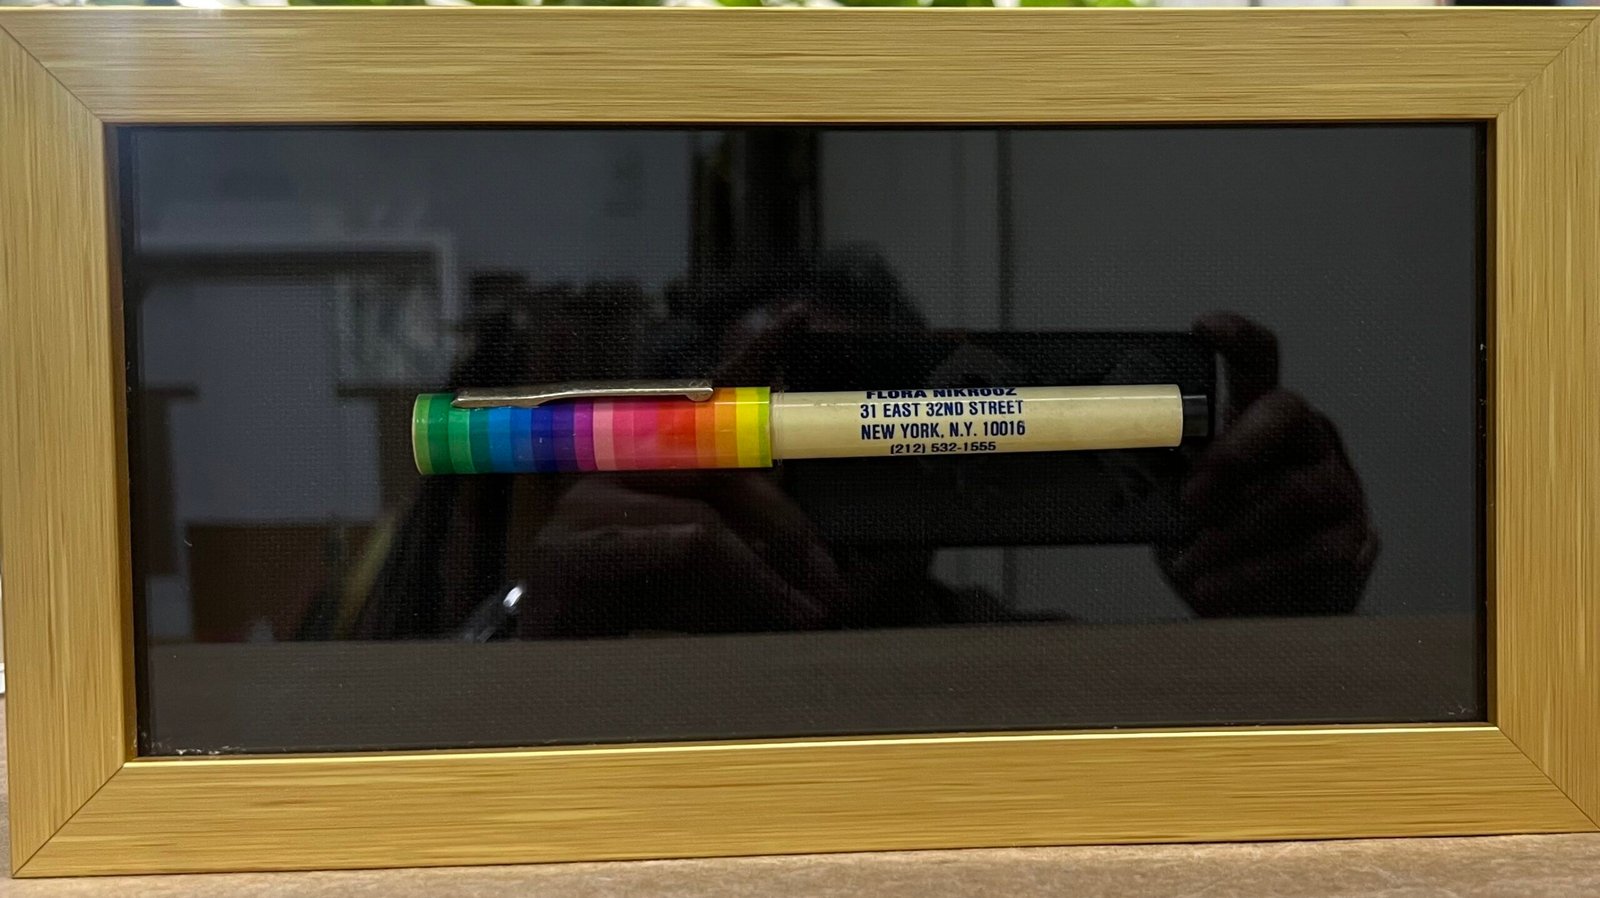 FLORA NIKROOZ
31 EAST 32ND STREET
NEW YORK, N.Y. 10016
(212) 532-1555